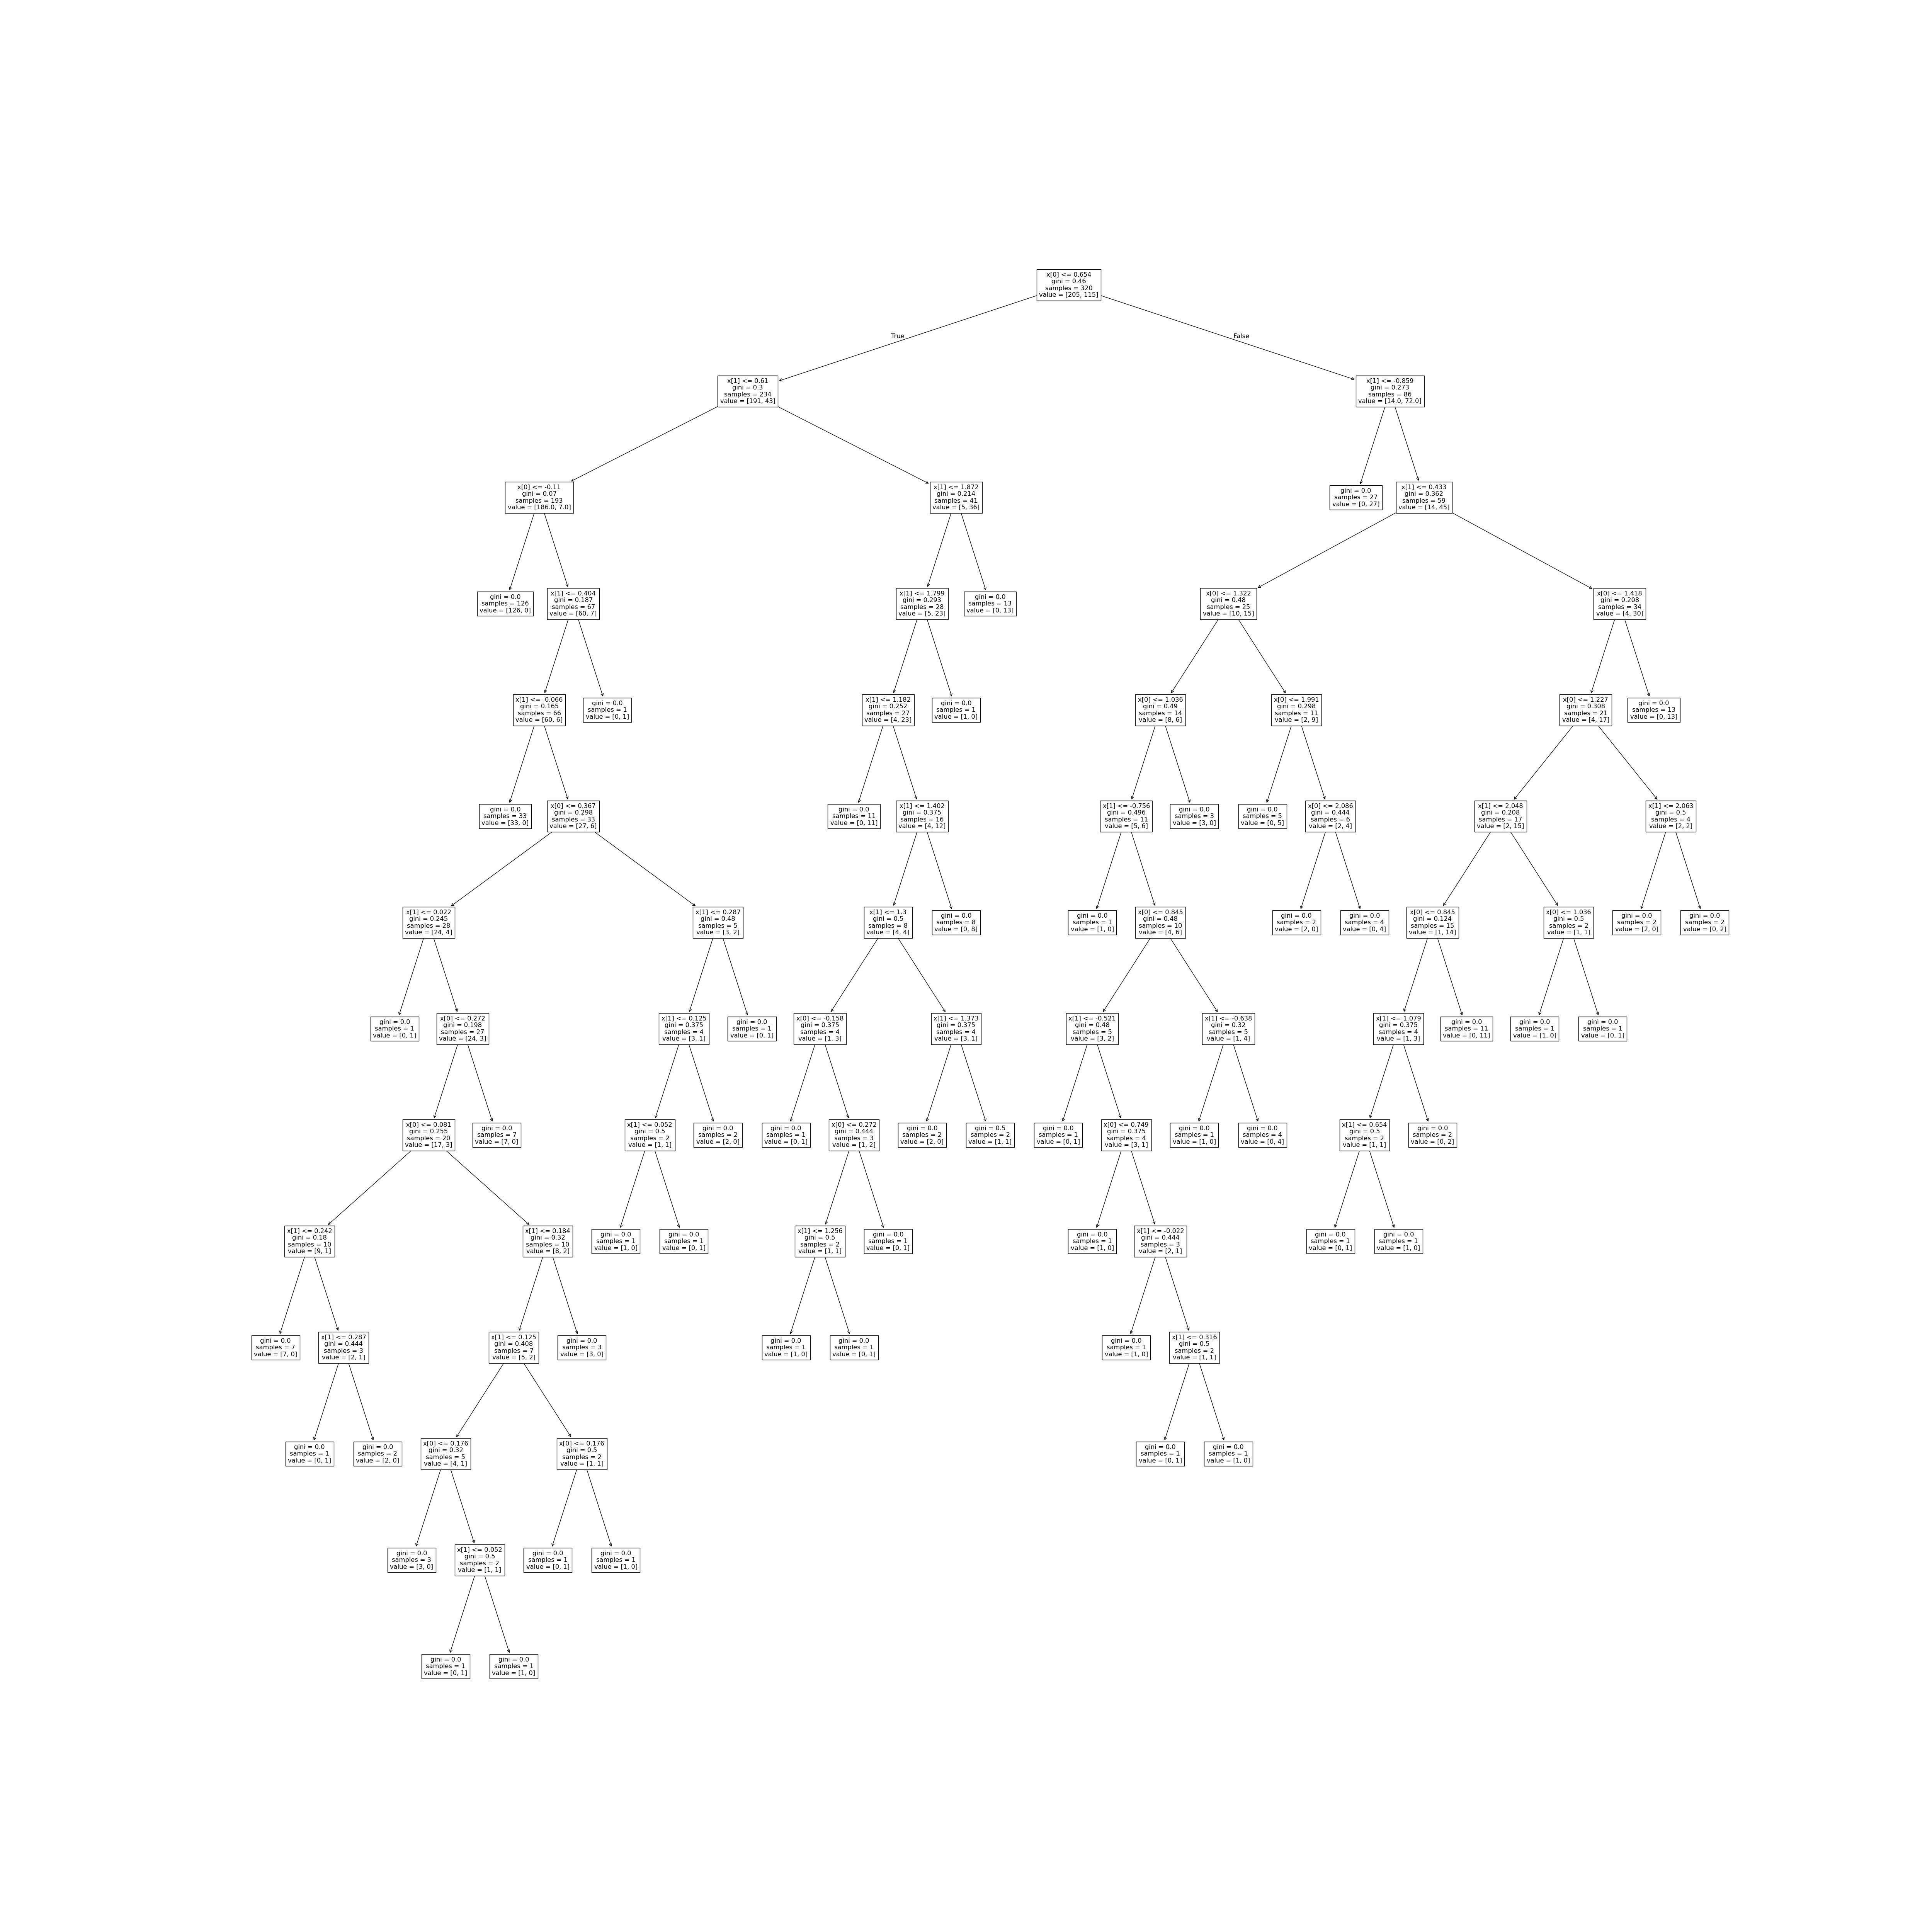 x[0] <= 0.654
gini = 0.46
samples = 320
value = [205, 115]
True
False
x[1] <= 0.61
gini = 0.3
samples = 234
value = [191, 43]
x[1] <= -0.859
gini = 0.273
samples = 86
value = [14.0, 72.0]
x[0] <= -0.11
gini = 0.07
samples = 193
value = [186.0, 7.0]
x[1] <= 1.872
gini = 0.214
samples = 41
value = [5, 36]
gini = 0.0
samples = 27
value = [0, 27]
x[1] <= 0.433
gini = 0.362
samples = 59
value = [14, 45]
gini = 0.0
samples = 126
value = [126, 0]
x[1] <= 0.404
gini = 0.187
samples = 67
value = [60, 7]
x[1] <= 1.799
gini = 0.293
samples = 28
value = [5, 23]
gini = 0.0
samples = 13
value = [0, 13]
x[0] <= 1.322
gini = 0.48
samples = 25
value = [10, 15]
x[0] <= 1.418
gini = 0.208
samples = 34
value = [4, 30]
x[1] <= -0.066
gini = 0.165
samples = 66
value = [60, 6]
gini = 0.0
samples = 1
value = [0, 1]
x[1] <= 1.182
gini = 0.252
samples = 27
value = [4, 23]
gini = 0.0
samples = 1
value = [1, 0]
x[0] <= 1.036
gini = 0.49
samples = 14
value = [8, 6]
x[0] <= 1.991
gini = 0.298
samples = 11
value = [2, 9]
x[0] <= 1.227
gini = 0.308
samples = 21
value = [4, 17]
gini = 0.0
samples = 13
value = [0, 13]
gini = 0.0
samples = 33
value = [33, 0]
x[0] <= 0.367
gini = 0.298
samples = 33
value = [27, 6]
gini = 0.0
samples = 11
value = [0, 11]
x[1] <= 1.402
gini = 0.375
samples = 16
value = [4, 12]
x[1] <= -0.756
gini = 0.496
samples = 11
value = [5, 6]
gini = 0.0
samples = 3
value = [3, 0]
gini = 0.0
samples = 5
value = [0, 5]
x[0] <= 2.086
gini = 0.444
samples = 6
value = [2, 4]
x[1] <= 2.048
gini = 0.208
samples = 17
value = [2, 15]
x[1] <= 2.063
gini = 0.5
samples = 4
value = [2, 2]
x[1] <= 0.022
gini = 0.245
samples = 28
value = [24, 4]
x[1] <= 0.287
gini = 0.48
samples = 5
value = [3, 2]
x[1] <= 1.3
gini = 0.5
samples = 8
value = [4, 4]
gini = 0.0
samples = 8
value = [0, 8]
gini = 0.0
samples = 1
value = [1, 0]
x[0] <= 0.845
gini = 0.48
samples = 10
value = [4, 6]
gini = 0.0
samples = 2
value = [2, 0]
gini = 0.0
samples = 4
value = [0, 4]
x[0] <= 0.845
gini = 0.124
samples = 15
value = [1, 14]
x[0] <= 1.036
gini = 0.5
samples = 2
value = [1, 1]
gini = 0.0
samples = 2
value = [2, 0]
gini = 0.0
samples = 2
value = [0, 2]
gini = 0.0
samples = 1
value = [0, 1]
x[0] <= 0.272
gini = 0.198
samples = 27
value = [24, 3]
x[1] <= 0.125
gini = 0.375
samples = 4
value = [3, 1]
gini = 0.0
samples = 1
value = [0, 1]
x[0] <= -0.158
gini = 0.375
samples = 4
value = [1, 3]
x[1] <= 1.373
gini = 0.375
samples = 4
value = [3, 1]
x[1] <= -0.521
gini = 0.48
samples = 5
value = [3, 2]
x[1] <= -0.638
gini = 0.32
samples = 5
value = [1, 4]
x[1] <= 1.079
gini = 0.375
samples = 4
value = [1, 3]
gini = 0.0
samples = 11
value = [0, 11]
gini = 0.0
samples = 1
value = [1, 0]
gini = 0.0
samples = 1
value = [0, 1]
x[0] <= 0.081
gini = 0.255
samples = 20
value = [17, 3]
gini = 0.0
samples = 7
value = [7, 0]
x[1] <= 0.052
gini = 0.5
samples = 2
value = [1, 1]
gini = 0.0
samples = 2
value = [2, 0]
gini = 0.0
samples = 1
value = [0, 1]
x[0] <= 0.272
gini = 0.444
samples = 3
value = [1, 2]
gini = 0.0
samples = 2
value = [2, 0]
gini = 0.5
samples = 2
value = [1, 1]
gini = 0.0
samples = 1
value = [0, 1]
x[0] <= 0.749
gini = 0.375
samples = 4
value = [3, 1]
gini = 0.0
samples = 1
value = [1, 0]
gini = 0.0
samples = 4
value = [0, 4]
x[1] <= 0.654
gini = 0.5
samples = 2
value = [1, 1]
gini = 0.0
samples = 2
value = [0, 2]
x[1] <= 0.242
gini = 0.18
samples = 10
value = [9, 1]
x[1] <= 0.184
gini = 0.32
samples = 10
value = [8, 2]
gini = 0.0
samples = 1
value = [1, 0]
gini = 0.0
samples = 1
value = [0, 1]
x[1] <= 1.256
gini = 0.5
samples = 2
value = [1, 1]
gini = 0.0
samples = 1
value = [0, 1]
gini = 0.0
samples = 1
value = [1, 0]
x[1] <= -0.022
gini = 0.444
samples = 3
value = [2, 1]
gini = 0.0
samples = 1
value = [0, 1]
gini = 0.0
samples = 1
value = [1, 0]
gini = 0.0
samples = 7
value = [7, 0]
x[1] <= 0.287
gini = 0.444
samples = 3
value = [2, 1]
x[1] <= 0.125
gini = 0.408
samples = 7
value = [5, 2]
gini = 0.0
samples = 3
value = [3, 0]
gini = 0.0
samples = 1
value = [1, 0]
gini = 0.0
samples = 1
value = [0, 1]
gini = 0.0
samples = 1
value = [1, 0]
x[1] <= 0.316
gini = 0.5
samples = 2
value = [1, 1]
gini = 0.0
samples = 1
value = [0, 1]
gini = 0.0
samples = 2
value = [2, 0]
x[0] <= 0.176
gini = 0.32
samples = 5
value = [4, 1]
x[0] <= 0.176
gini = 0.5
samples = 2
value = [1, 1]
gini = 0.0
samples = 1
value = [0, 1]
gini = 0.0
samples = 1
value = [1, 0]
gini = 0.0
samples = 3
value = [3, 0]
x[1] <= 0.052
gini = 0.5
samples = 2
value = [1, 1]
gini = 0.0
samples = 1
value = [0, 1]
gini = 0.0
samples = 1
value = [1, 0]
gini = 0.0
samples = 1
value = [0, 1]
gini = 0.0
samples = 1
value = [1, 0]